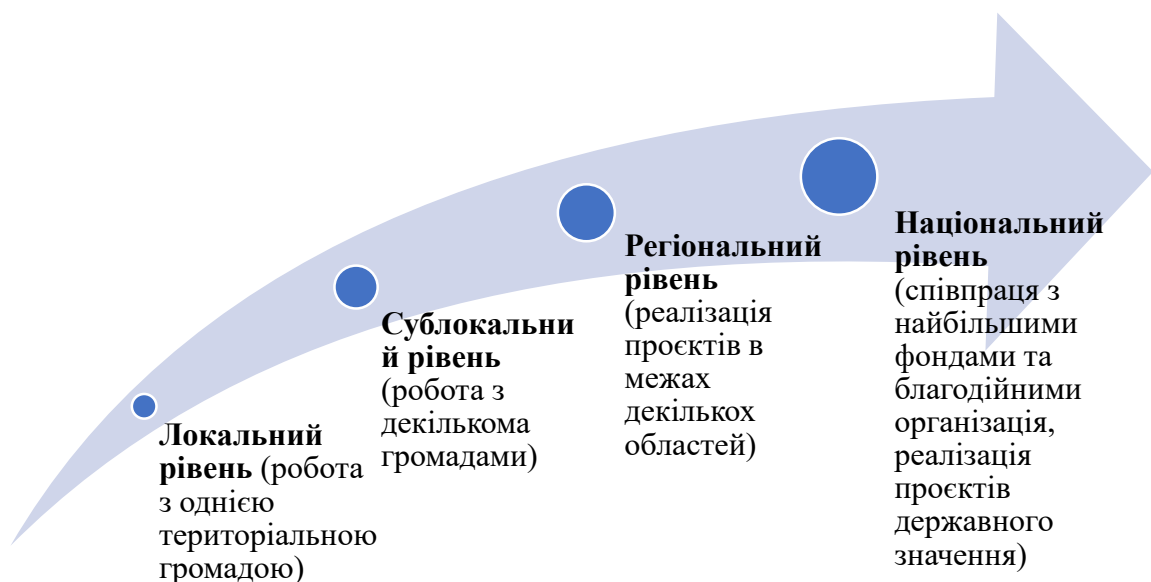 Локальний
рівень (робота
з однією
територіальною
громадою)
Сублокальни
й рівень
(робота з
декількома
громадами)
Регіональний
рівень
(реалізація
проєктів в
межах
декількох
областей)
Національний
рівень
(співпраця з
найбільшими
фондами та
благодійними
організація,
реалізація
проєктів
державного
значення)